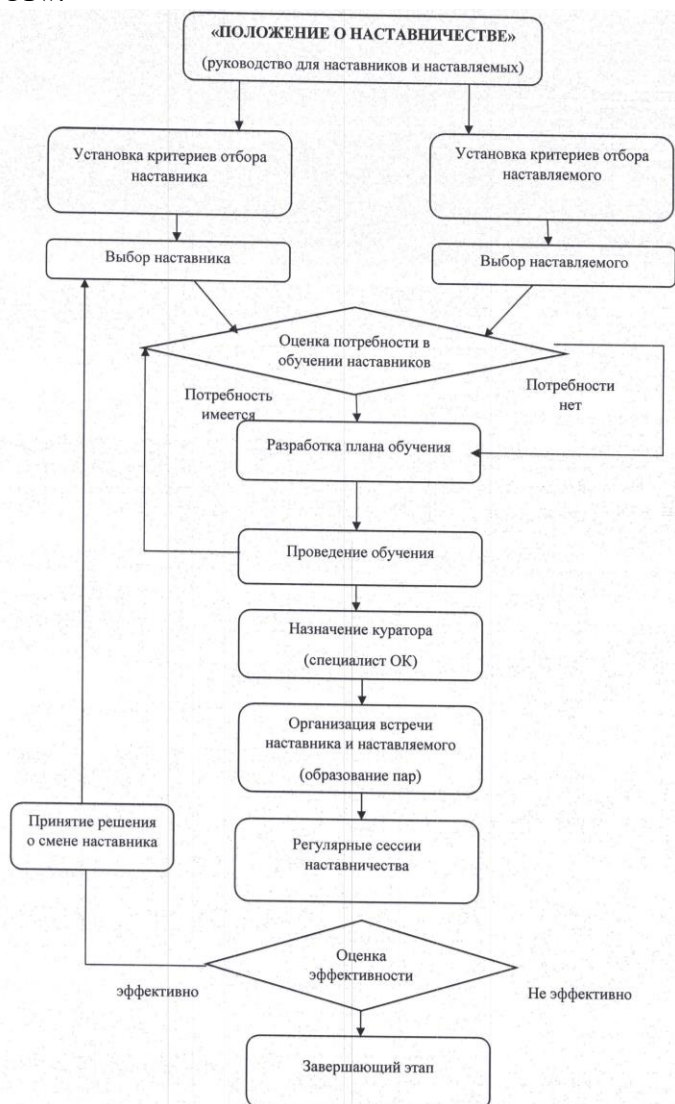 «ПОЛОЖЕНИЕ О НАСТАВНИЧЕСТВЕ»
(руководство для наставников и наставляемых)
Установка критериев отбора
наставника
Установка критериев отбора
наставляемого
Выбор наставника
Выбор наставляемого
Оценка потребности в
обучении наставников
Потребность
имеется
Потребности
нет
Разработка плана обучения
Проведение обучения
Назначение куратора
(специалист ОК)
Организация встречи
наставника и наставляемого
(образование пар)
Принятие решения
о смене наставника
Регулярные сессии
наставничества
Оценка
эффективности
эффективно
Не эффективно
Завершающий этап